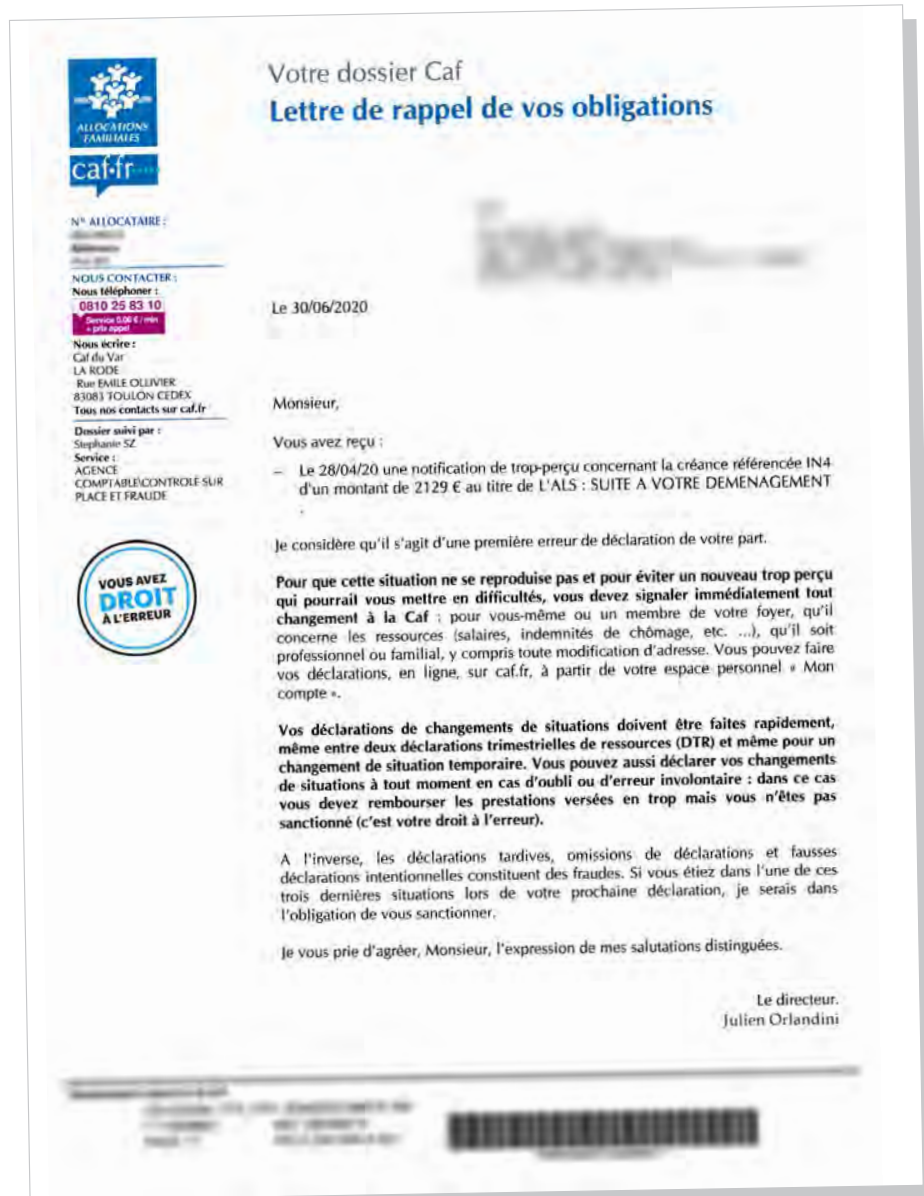 Votre dossier Caf
Lettre de rappel de vos obligations
ALLOCATIONS
FAMILIALES
caf.fr
N° ALLOCATAIRE :
NOUS CONTACTER :
Nous téléphoner :
0810 25 83 10
Service 0,06 € / min
+ prix appel
Nous écrire :
Caf du Var
LA RODE
Rue EMILE OLLIVIER
83083 TOULON CEDEX
Tous nos contacts sur caf.fr
Dossier suivi par :
Stephanie SZ
Service :
AGENCE
COMPTABLE\CONTROLE SUR
PLACE ET FRAUDE
VOUS AVEZ
DROIT
À L'ERREUR
Le 30/06/2020
Monsieur,
Vous avez reçu :
– Le 28/04/20 une notification de trop-perçu concernant la créance référencée IN4
d'un montant de 2129 € au titre de L'ALS : SUITE A VOTRE DEMENAGEMENT
.
Je considère qu'il s'agit d'une première erreur de déclaration de votre part.
Pour que cette situation ne se reproduise pas et pour éviter un nouveau trop perçu
qui pourrait vous mettre en difficultés, vous devez signaler immédiatement tout
changement à la Caf : pour vous-même ou un membre de votre foyer, qu'il
concerne les ressources (salaires, indemnités de chômage, etc. ...), qu'il soit
professionnel ou familial, y compris toute modification d'adresse. Vous pouvez faire
vos déclarations, en ligne, sur caf.fr, à partir de votre espace personnel « Mon
compte ».
Vos déclarations de changements de situations doivent être faites rapidement,
même entre deux déclarations trimestrielles de ressources (DTR) et même pour un
changement de situation temporaire. Vous pouvez aussi déclarer vos changements
de situations à tout moment en cas d'oubli ou d'erreur involontaire : dans ce cas
vous devez rembourser les prestations versées en trop mais vous n'êtes pas
sanctionné (c'est votre droit à l'erreur).
A l'inverse, les déclarations tardives, omissions de déclarations et fausses
déclarations intentionnelles constituent des fraudes. Si vous étiez dans l'une de ces
trois dernières situations lors de votre prochaine déclaration, je serais dans
l'obligation de vous sanctionner.
Je vous prie d'agréer, Monsieur, l'expression de mes salutations distinguées.
Le directeur.
Julien Orlandini